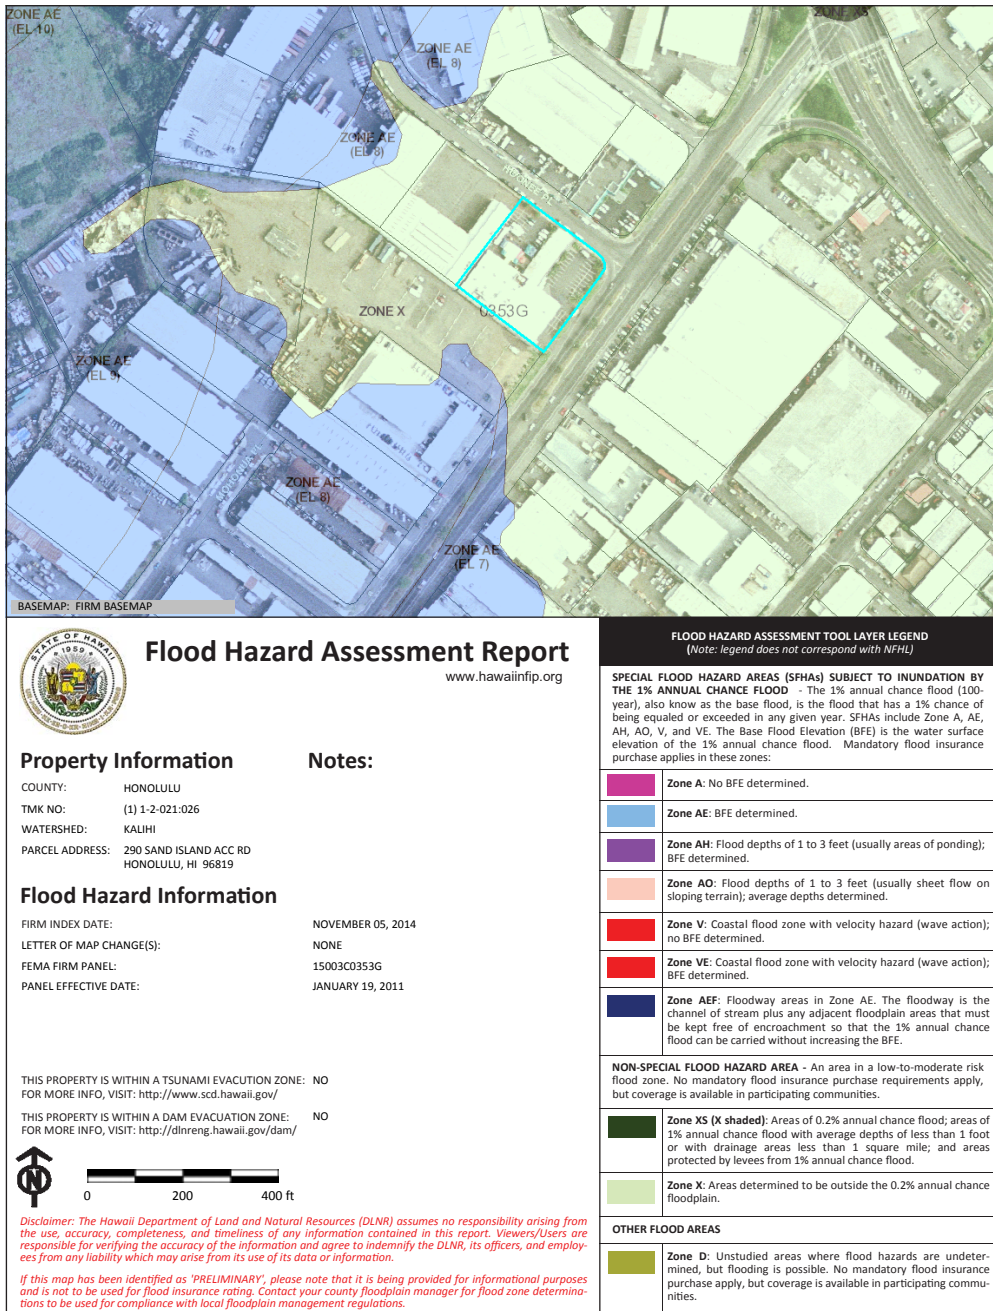 ZONE AE
(EL 10)
ZONE XS
ZONE AE
(EL 8)
ZONE AE
(EL 8)
ZONE X
0353G
ZONE AE
(EL 9)
ZONE AE
(EL 8)
ZONE AE
(EL 7)
BASEMAP: FIRM BASEMAP
STATE OF HAWAII
1959
Flood Hazard Assessment Report
www.hawaiinfip.org
Property Information
Notes:
COUNTY: HONOLULU
TMK NO: (1) 1-2-021:026
WATERSHED: KALIHI
PARCEL ADDRESS: 290 SAND ISLAND ACC RD
HONOLULU, HI 96819
Flood Hazard Information
FIRM INDEX DATE: NOVEMBER 05, 2014
LETTER OF MAP CHANGE(S): NONE
FEMA FIRM PANEL: 15003C0353G
PANEL EFFECTIVE DATE: JANUARY 19, 2011
THIS PROPERTY IS WITHIN A TSUNAMI EVACUTION ZONE: NO
FOR MORE INFO, VISIT: http://www.scd.hawaii.gov/
THIS PROPERTY IS WITHIN A DAM EVACUATION ZONE: NO
FOR MORE INFO, VISIT: http://dlnreng.hawaii.gov/dam/
N
0 200 400 ft
Disclaimer: The Hawaii Department of Land and Natural Resources (DLNR) assumes no responsibility arising from
the use, accuracy, completeness, and timeliness of any information contained in this report. Viewers/Users are
responsible for verifying the accuracy of the information and agree to indemnify the DLNR, its officers, and employ-
ees from any liability which may arise from its use of its data or information.
If this map has been identified as 'PRELIMINARY', please note that it is being provided for informational purposes
and is not to be used for flood insurance rating. Contact your county floodplain manager for flood zone determina-
tions to be used for compliance with local floodplain management regulations.
FLOOD HAZARD ASSESSMENT TOOL LAYER LEGEND
(Note: legend does not correspond with NFHL)
SPECIAL FLOOD HAZARD AREAS (SFHAs) SUBJECT TO INUNDATION BY
THE 1% ANNUAL CHANCE FLOOD - The 1% annual chance flood (100-
year), also know as the base flood, is the flood that has a 1% chance of
being equaled or exceeded in any given year. SFHAs include Zone A, AE,
AH, AO, V, and VE. The Base Flood Elevation (BFE) is the water surface
elevation of the 1% annual chance flood. Mandatory flood insurance
purchase applies in these zones:
Zone A: No BFE determined.
Zone AE: BFE determined.
Zone AH: Flood depths of 1 to 3 feet (usually areas of ponding);
BFE determined.
Zone AO: Flood depths of 1 to 3 feet (usually sheet flow on
sloping terrain); average depths determined.
Zone V: Coastal flood zone with velocity hazard (wave action);
no BFE determined.
Zone VE: Coastal flood zone with velocity hazard (wave action);
BFE determined.
Zone AEF: Floodway areas in Zone AE. The floodway is the
channel of stream plus any adjacent floodplain areas that must
be kept free of encroachment so that the 1% annual chance
flood can be carried without increasing the BFE.
NON-SPECIAL FLOOD HAZARD AREA - An area in a low-to-moderate risk
flood zone. No mandatory flood insurance purchase requirements apply,
but coverage is available in participating communities.
Zone XS (X shaded): Areas of 0.2% annual chance flood; areas of
1% annual chance flood with average depths of less than 1 foot
or with drainage areas less than 1 square mile; and areas
protected by levees from 1% annual chance flood.
Zone X: Areas determined to be outside the 0.2% annual chance
floodplain.
OTHER FLOOD AREAS
Zone D: Unstudied areas where flood hazards are undeter-
mined, but flooding is possible. No mandatory flood insurance
purchase apply, but coverage is available in participating commu-
nities.